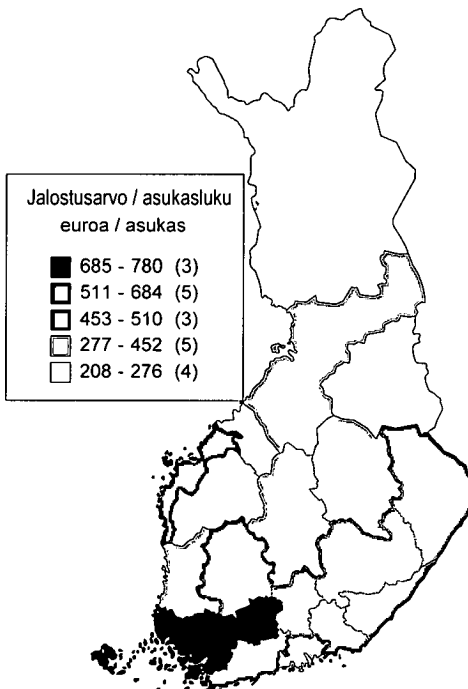 Jalostusarvo / asukasluku
euroa / asukas
685 - 780 (3)
511 - 684 (5)
453 - 510 (3)
277 - 452 (5)
208 - 276 (4)